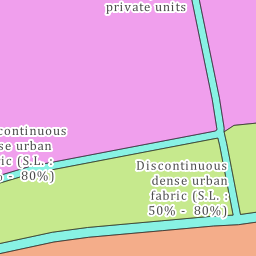 private units
continuous
se urban
ric (S.L. :
% - 80%)
Discontinuous
dense urban
fabric (S.L. :
50% - 80%)